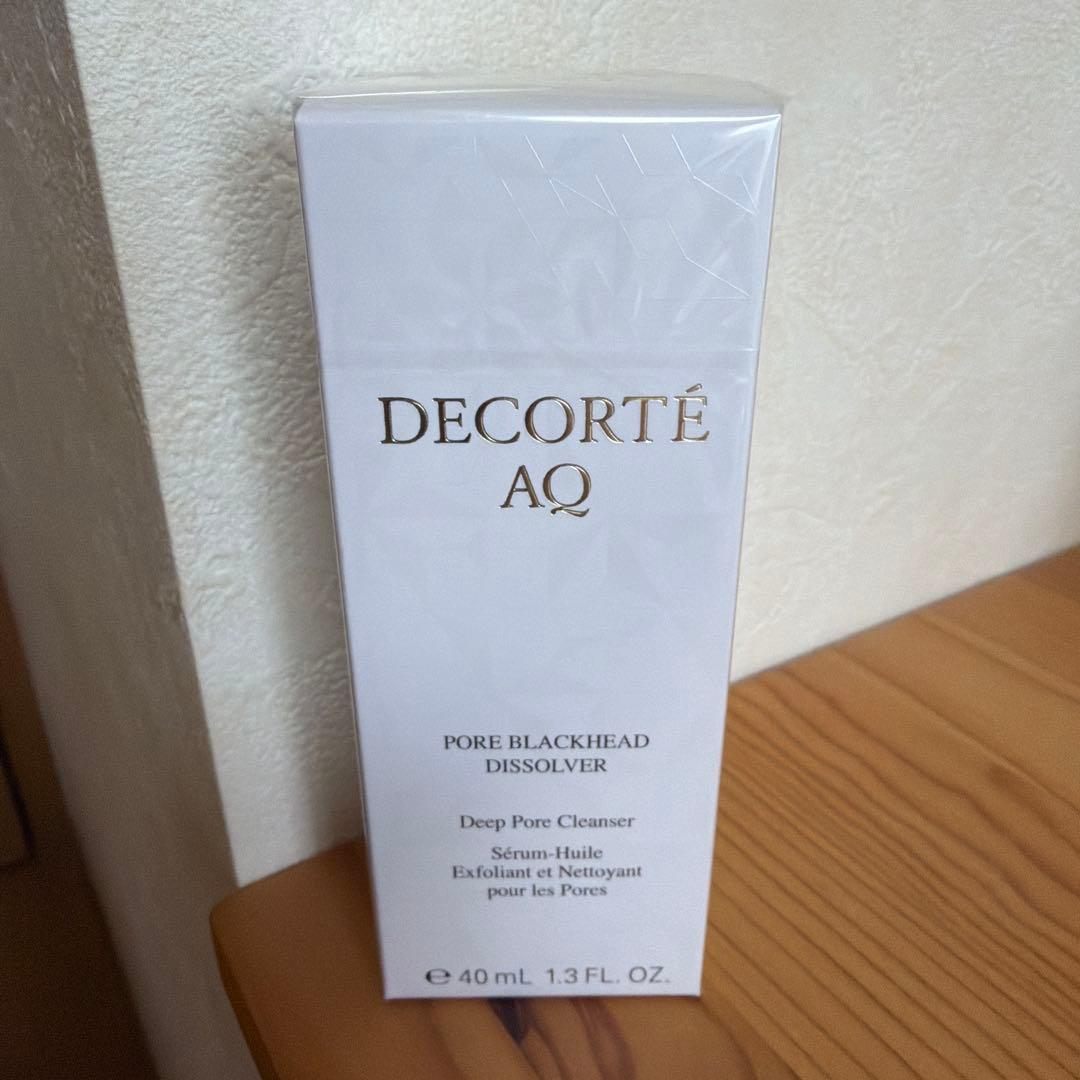 DECORTÉ
AQ
PORE BLACKHEAD
DISSOLVER
Deep Pore Cleanser
Sérum-Huile
Exfoliant et Nettoyant
pour les Pores
℮ 40 mL 1.3 FL. OZ.